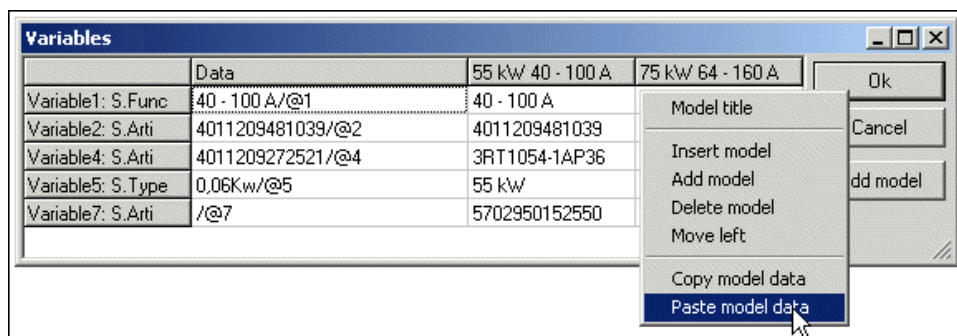 Variables
Data 55 kW 40 - 100 A 75 kW 64 - 160 A Ok
Variable1: S.Func 40 - 100 A/@1 40 - 100 A Model title
Variable2: S.Arti 4011209481039/@2 4011209481039 Cancel
Variable4: S.Arti 4011209272521/@4 3RT1054-1AP36 Insert model
Variable5: S.Type 0,06Kw/@5 55 kW Add model dd model
Variable7: S.Arti /@7 5702950152550 Delete model
Move left
Copy model data
Paste model data